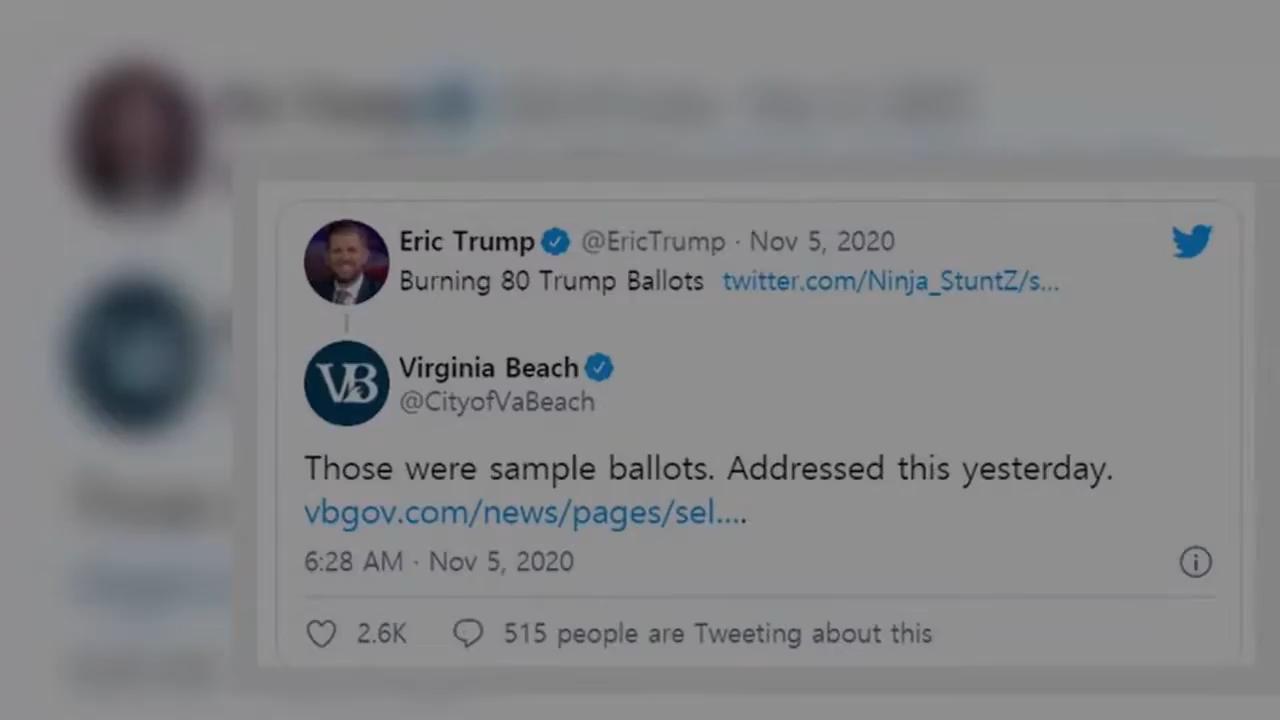 Eric Trump @EricTrump · Nov 5, 2020
Burning 80 Trump Ballots twitter.com/Ninja_StuntZ/s...
VB
Virginia Beach
@CityofVaBeach
Those were sample ballots. Addressed this yesterday.
vbgov.com/news/pages/sel....
6:28 AM · Nov 5, 2020
2.6K 515 people are Tweeting about this